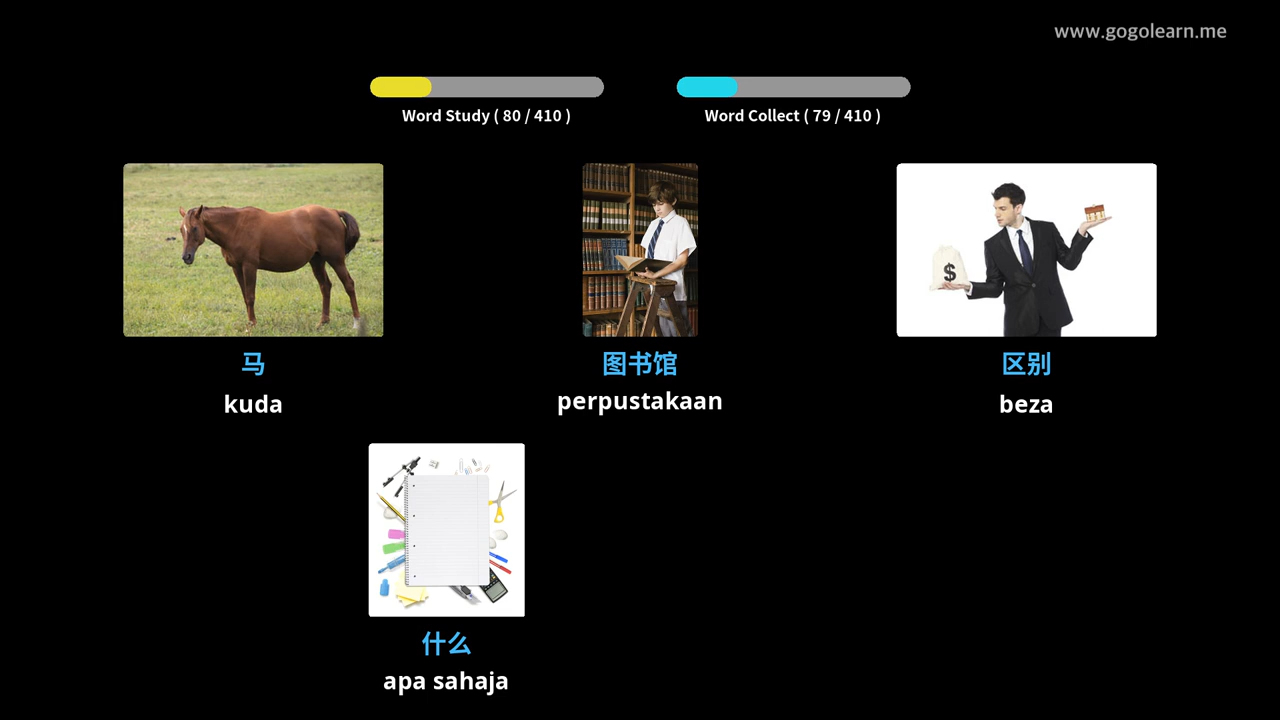 www.gogolearn.me
Word Study ( 80 / 410 )
Word Collect ( 79 / 410 )
马
kuda
图书馆
perpustakaan
区别
beza
$
什么
apa sahaja